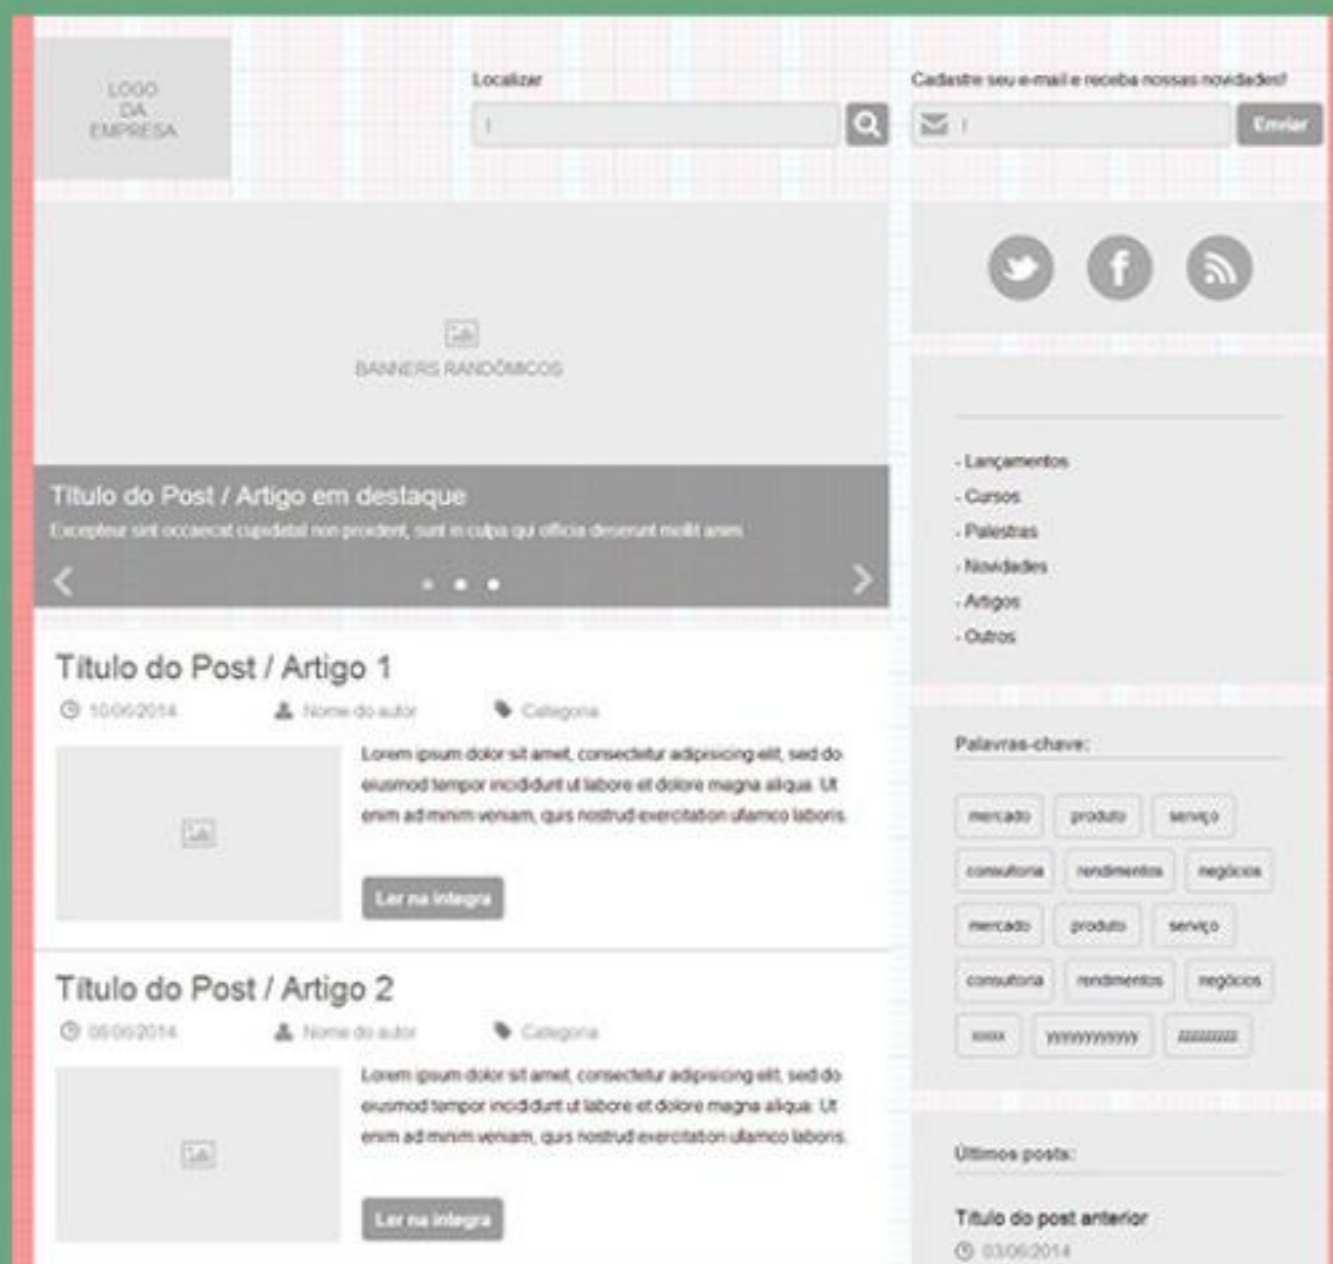 LOGO
DA
EMPRESA
Localizar
Cadastre seu e-mail e receba nossas novidades!
Enviar
BANNERS RANDÔMICOS
Título do Post / Artigo em destaque
Excepteur sint occaecat cupidatat non proident, sunt in culpa qui officia deserunt mollit anim.
Título do Post / Artigo 1
10/06/2014 Nome do autor Categoria
Lorem ipsum dolor sit amet, consectetur adipisicing elit, sed do
eiusmod tempor incididunt ut labore et dolore magna aliqua. Ut
enim ad minim veniam, quis nostrud exercitation ullamco laboris.
Ler na íntegra
Título do Post / Artigo 2
Nome do autor Categoria
Lorem ipsum dolor sit amet, consectetur adipisicing elit, sed do
eiusmod tempor incididunt ut labore et dolore magna aliqua. Ut
enim ad minim veniam, quis nostrud exercitation ullamco laboris.
Ler na íntegra
- Lançamentos
- Cursos
- Palestras
- Novidades
- Artigos
- Outros
Palavras-chave:
mercado produto serviço
consultoria rendimentos negócios
mercado produto serviço
consultoria rendimentos negócios
Últimos posts:
Título do post anterior
03/06/2014